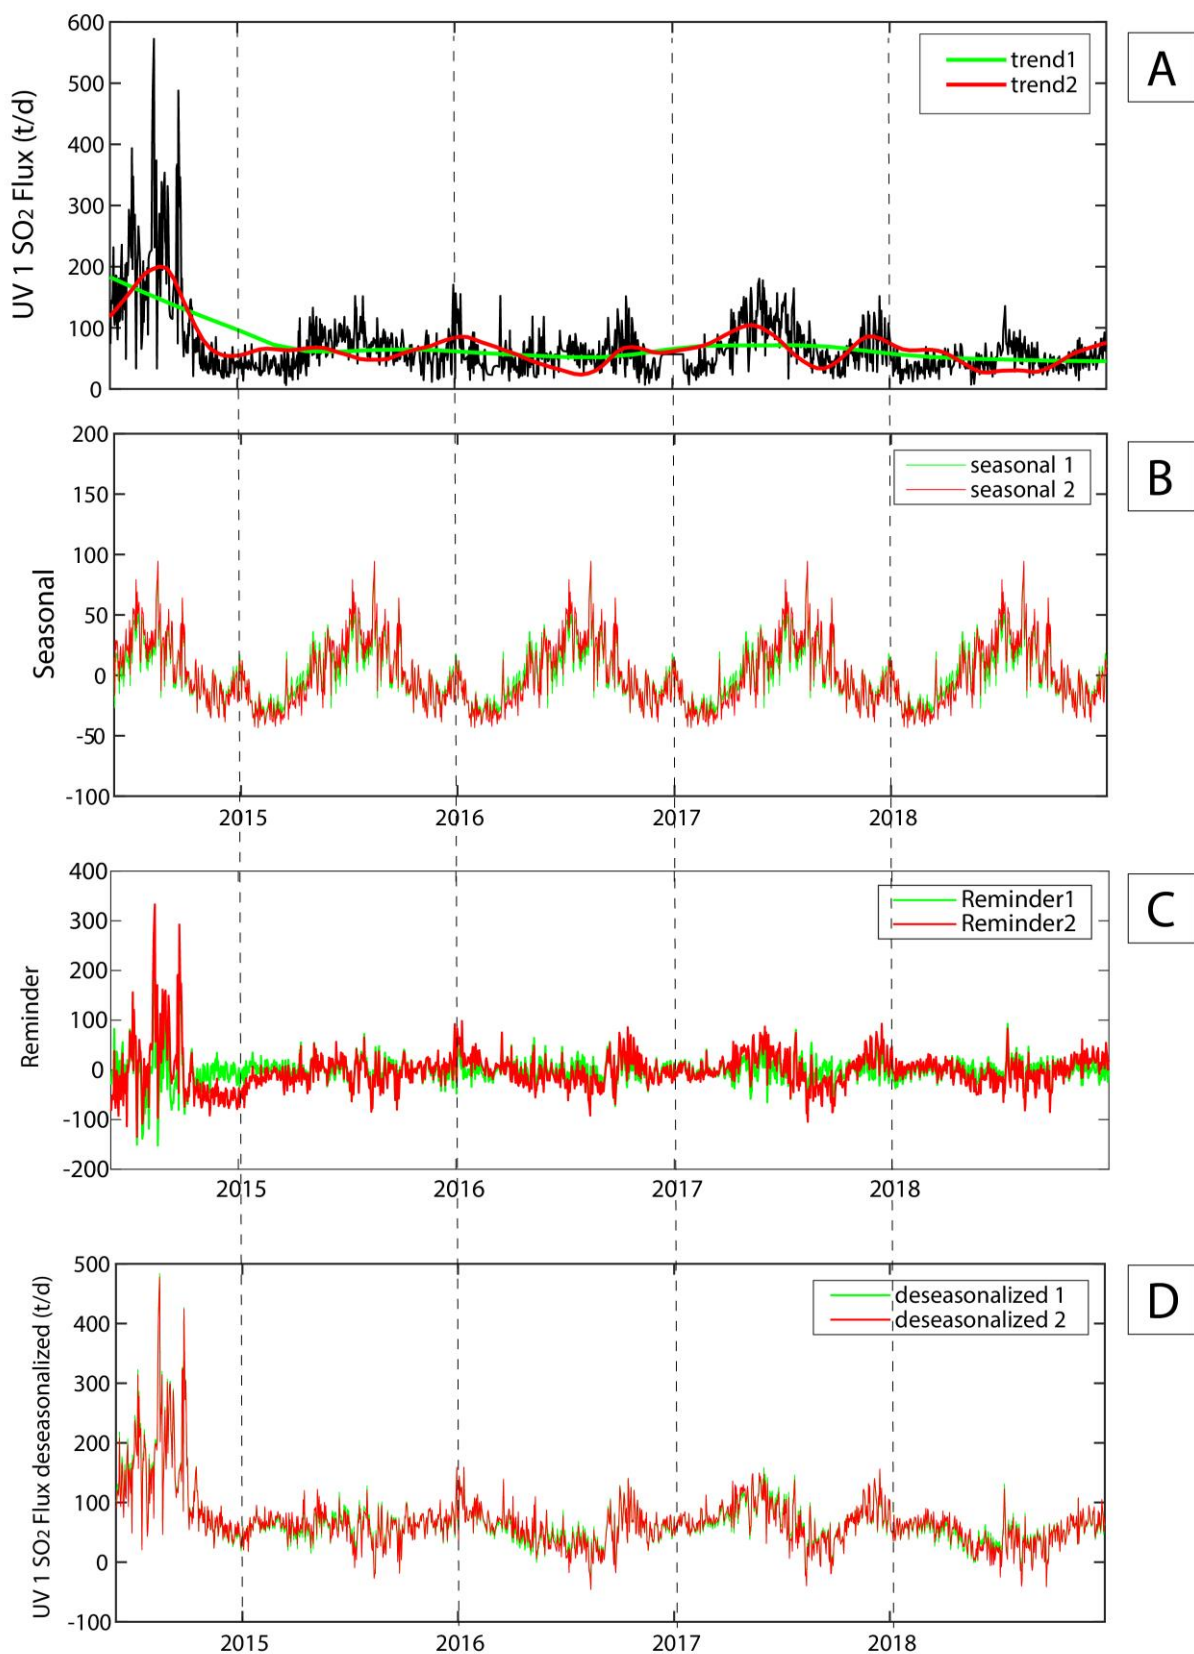 600
500
400
300
200
100
0
UV 1 SO2 Flux (t/d)
trend1
trend2
A
200
150
100
50
0
-50
-100
Seasonal
seasonal 1
seasonal 2
B
2015 2016 2017 2018
400
300
200
100
0
-100
-200
Reminder
Reminder1
Reminder2
C
2015 2016 2017 2018
500
400
300
200
100
0
-100
UV 1 SO2 Flux deseasonalized (t/d)
deseasonalized 1
deseasonalized 2
D
2015 2016 2017 2018